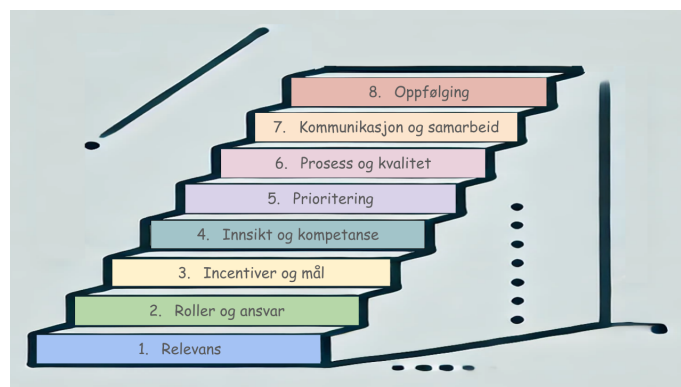 8. Oppfølging
7. Kommunikasjon og samarbeid
6. Prosess og kvalitet
5. Prioritering
4. Innsikt og kompetanse
3. Incentiver og mål
2. Roller og ansvar
1. Relevans